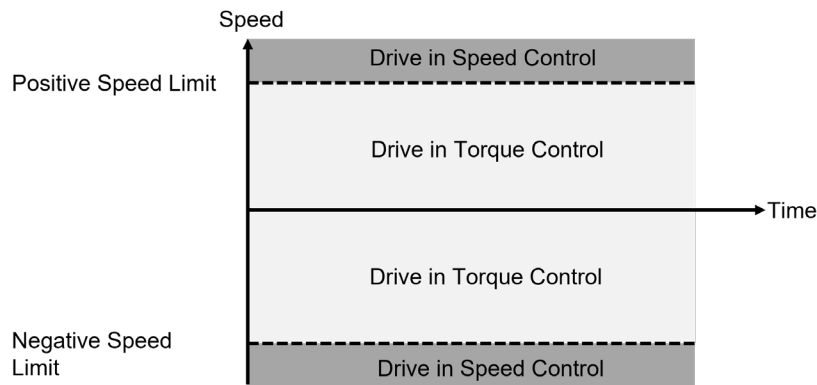 Speed
Drive in Speed Control
Positive Speed Limit
Drive in Torque Control
Time
Drive in Torque Control
Negative Speed
Limit
Drive in Speed Control